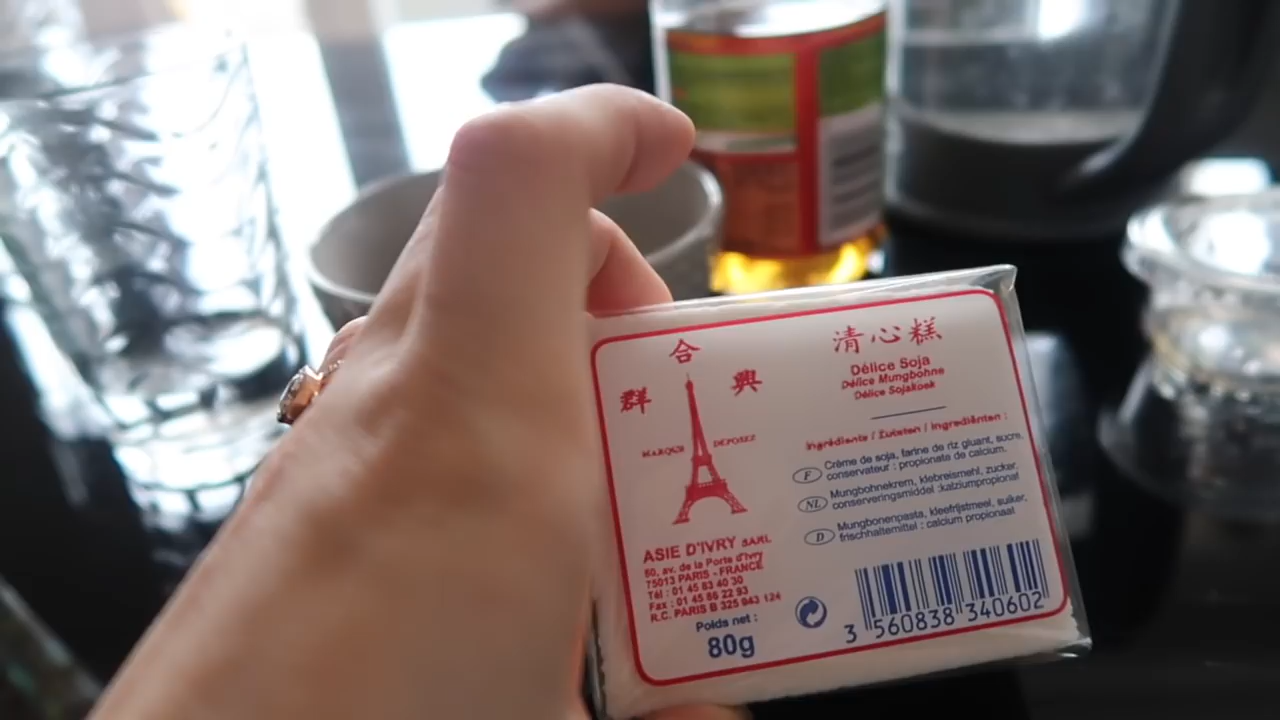 合
群 興
MARQUE DÉPOSÉE
ASIE D'IVRY SARL
50, av. de la Porte d'Ivry
75013 PARIS - FRANCE
Tél : 01 45 83 40 30
Fax : 01 45 86 22 93
R.C. PARIS B 325 943 124
Poids net :
80g
清心糕
Délice Soja
Délice Mungbohne
Délice Sojakoek
Ingrédients / Zutaten / Ingrediënten :
F Crème de soja, farine de riz gluant, sucre,
conservateur : propionate de calcium.
NL Mungbohnekrem, klebreismehl, zucker,
conserveringsmiddel :kalziumpropional
D Mungbonenpasta, kleefrijstmeel, suiker,
frischhaltemittel : calcium propionaat
3 560838 340602